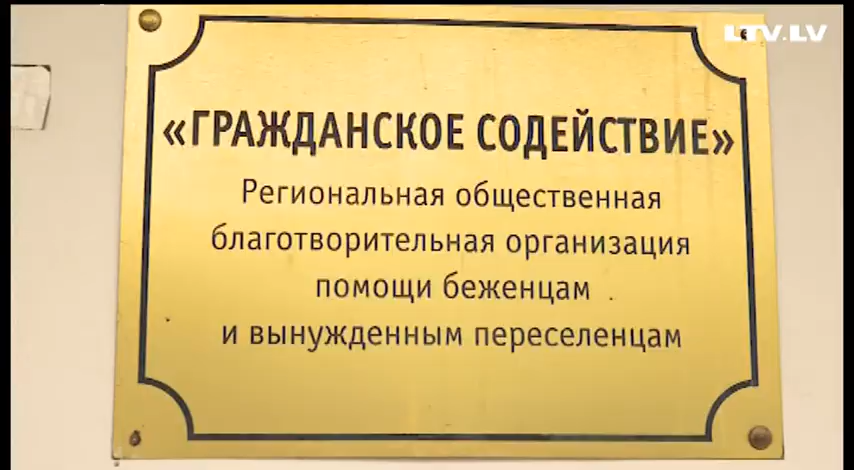 LTV.LV
«ГРАЖДАНСКОЕ СОДЕЙСТВИЕ»
Региональная общественная
благотворительная организация
помощи беженцам
и вынужденным переселенцам